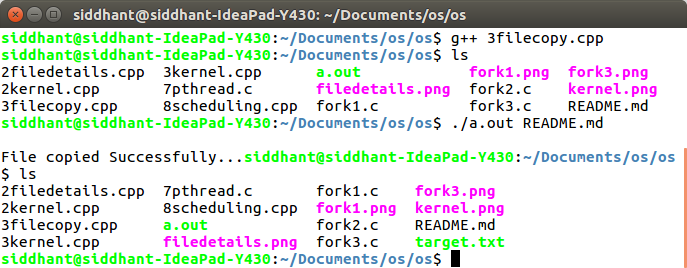 siddhant@siddhant-IdeaPad-Y430: ~/Documents/os/os
siddhant@siddhant-IdeaPad-Y430:~/Documents/os/os$ g++ 3filecopy.cpp
siddhant@siddhant-IdeaPad-Y430:~/Documents/os/os$ ls
2filedetails.cpp 3kernel.cpp a.out fork1.png fork3.png
2kernel.cpp 7pthread.c filedetails.png fork2.c kernel.png
3filecopy.cpp 8scheduling.cpp fork1.c fork3.c README.md
siddhant@siddhant-IdeaPad-Y430:~/Documents/os/os$ ./a.out README.md
File copied Successfully...siddhant@siddhant-IdeaPad-Y430:~/Documents/os/os
$ ls
2filedetails.cpp 7pthread.c fork1.c fork3.png
2kernel.cpp 8scheduling.cpp fork1.png kernel.png
3filecopy.cpp a.out fork2.c README.md
3kernel.cpp filedetails.png fork3.c target.txt
siddhant@siddhant-IdeaPad-Y430:~/Documents/os/os$